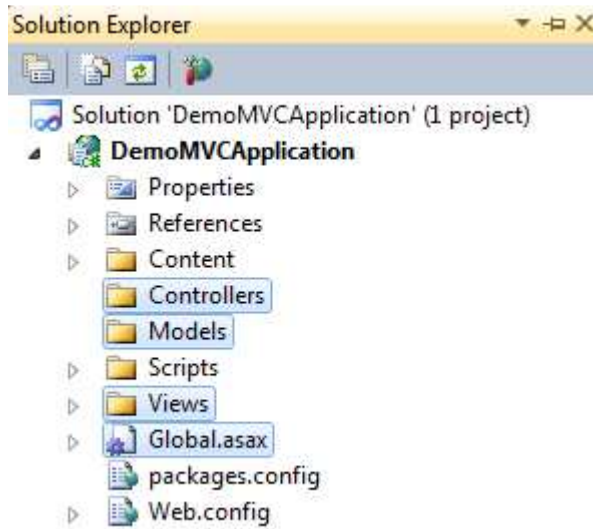 Solution Explorer
Solution 'DemoMVCApplication' (1 project)
DemoMVCApplication
Properties
References
Content
Controllers
Models
Scripts
Views
Global.asax
packages.config
Web.config